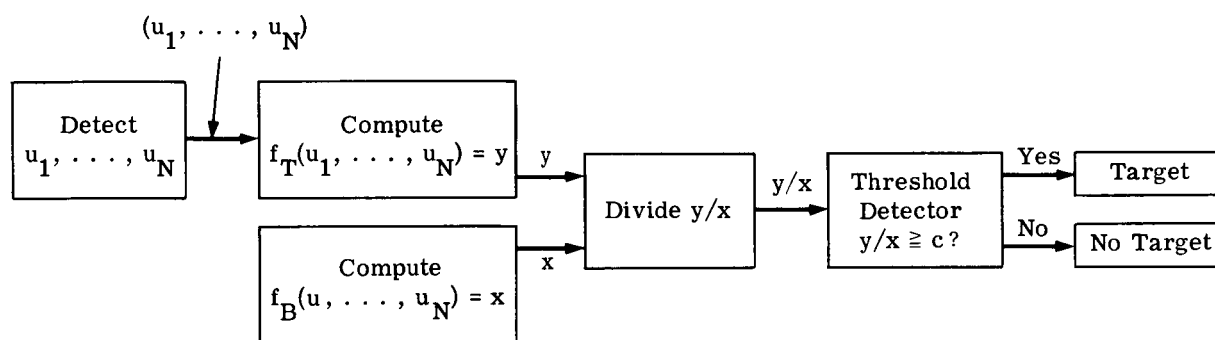 (u1, . . . , uN)
Detect
u1, . . . , uN
Compute
fT(u1, . . . , uN) = y
y
Divide y/x
y/x
Threshold
Detector
y/x ≧ c?
Yes
Target
No
No Target
Compute
fB(u, . . . , uN) = x
x